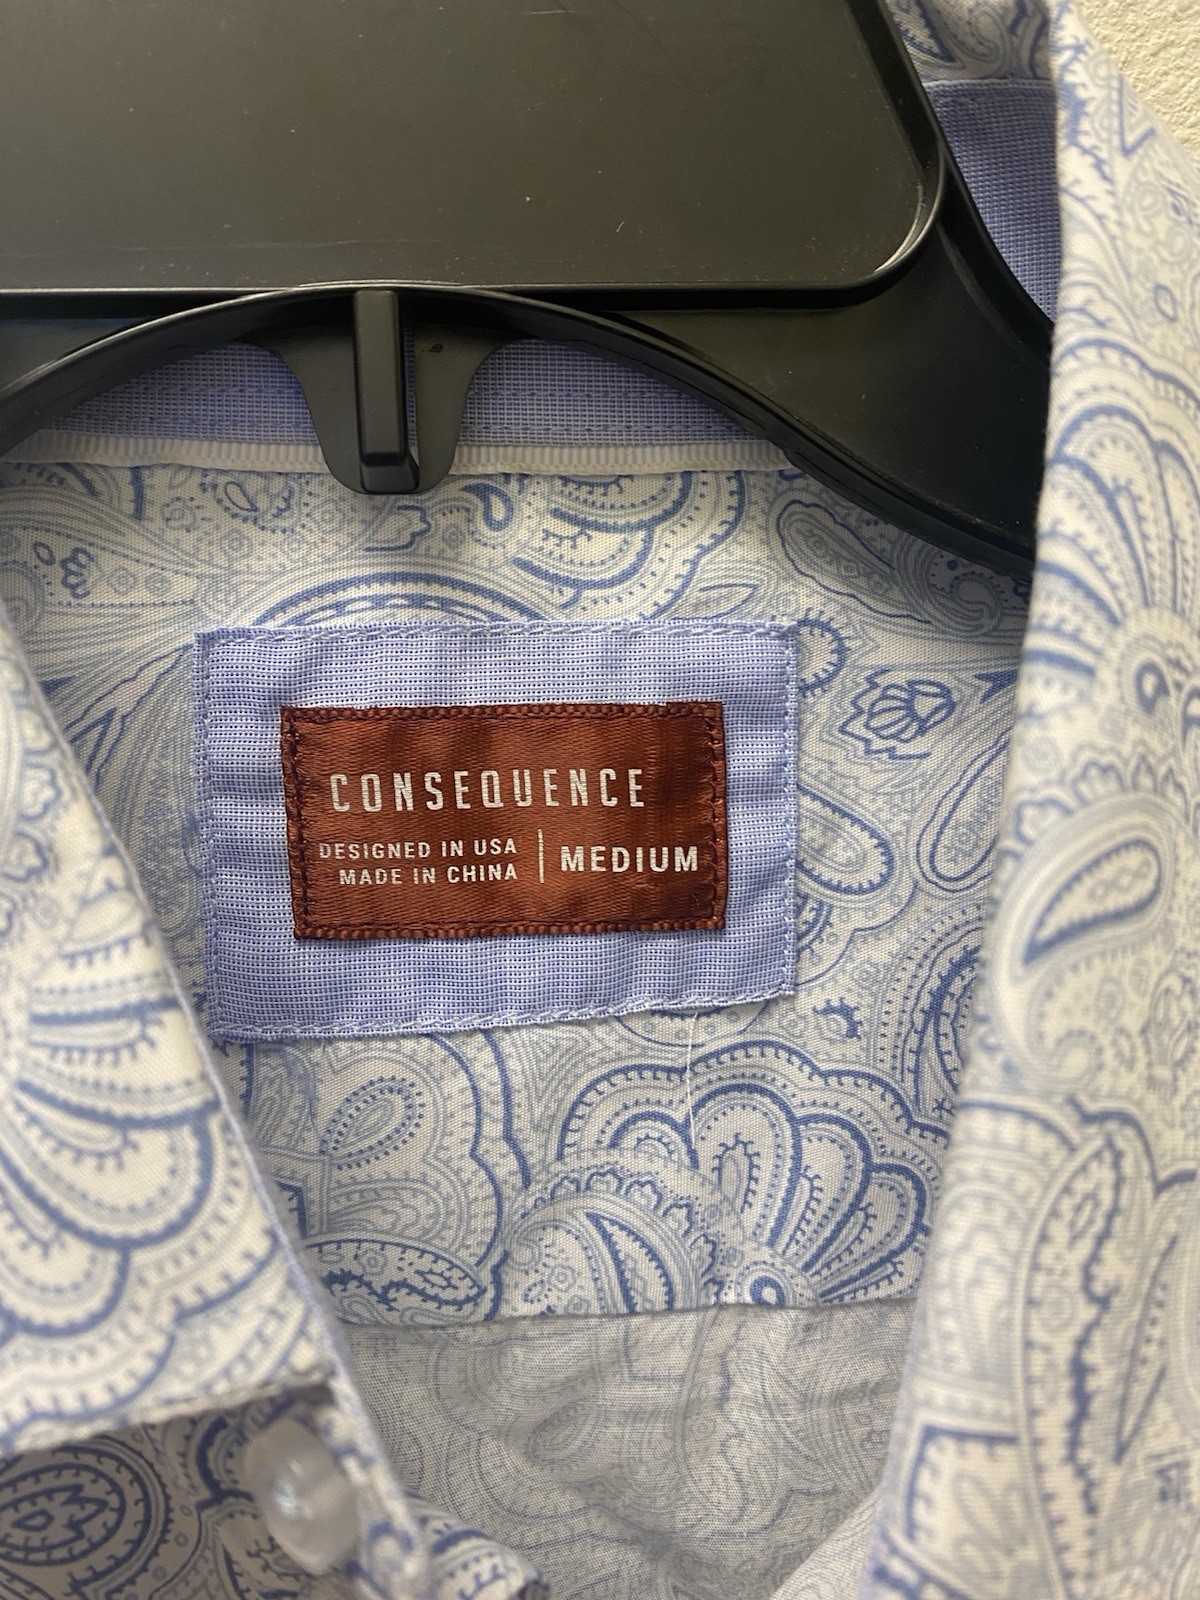 CONSEQUENCE
DESIGNED IN USA
MADE IN CHINA
MEDIUM